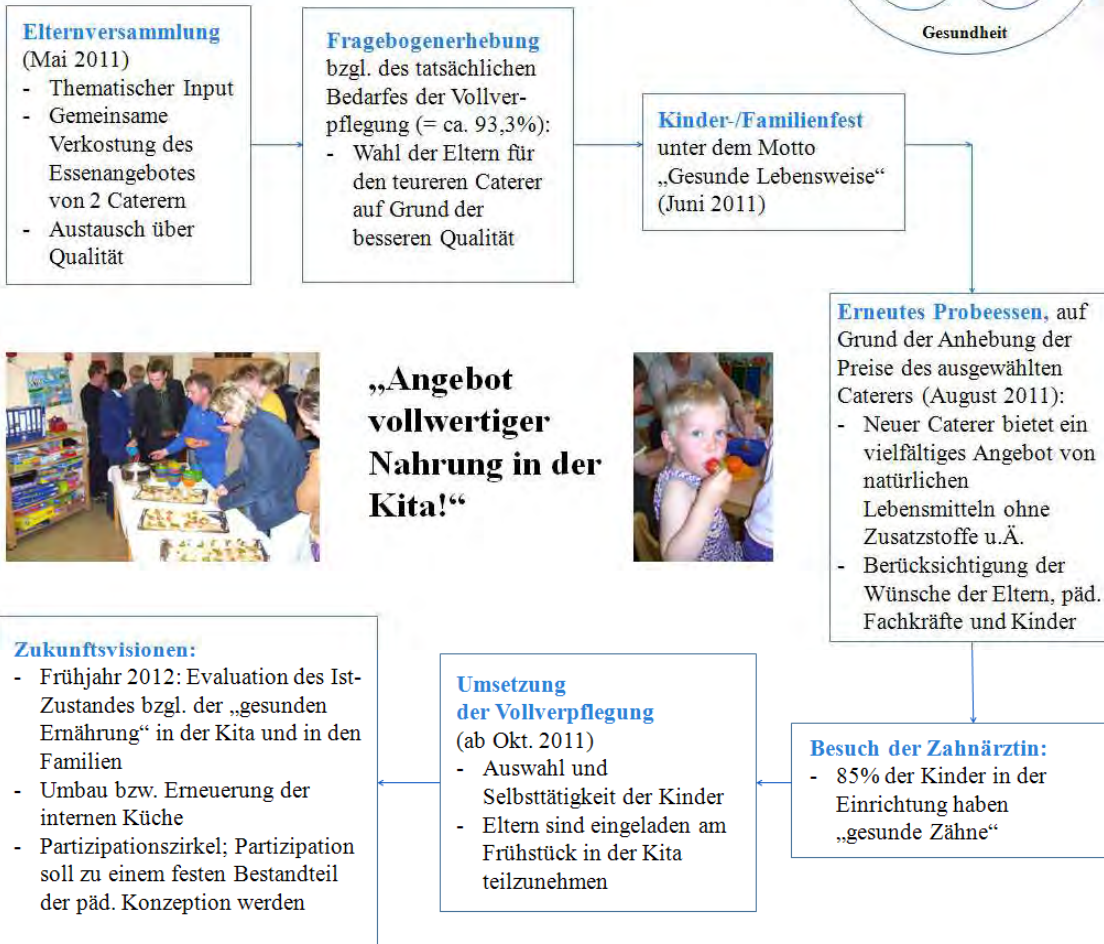 Gesundheit
Elternversammlung
(Mai 2011)
- Thematischer Input
- Gemeinsame
Verkostung des
Essenangebotes
von 2 Caterern
- Austausch über
Qualität
Fragebogenerhebung
bzgl. des tatsächlichen
Bedarfes der Vollver-
pflegung (= ca. 93,3%):
- Wahl der Eltern für
den teureren Caterer
auf Grund der
besseren Qualität
Kinder-/Familienfest
unter dem Motto
„Gesunde Lebensweise“
(Juni 2011)
Erneutes Probeessen, auf
Grund der Anhebung der
Preise des ausgewählten
Caterers (August 2011):
- Neuer Caterer bietet ein
vielfältiges Angebot von
natürlichen
Lebensmitteln ohne
Zusatzstoffe u.Ä.
- Berücksichtigung der
Wünsche der Eltern, päd.
Fachkräfte und Kinder
„Angebot
vollwertiger
Nahrung in der
Kita!“
Besuch der Zahnärztin:
- 85% der Kinder in der
Einrichtung haben
„gesunde Zähne“
Umsetzung
der Vollverpflegung
(ab Okt. 2011)
- Auswahl und
Selbsttätigkeit der Kinder
- Eltern sind eingeladen am
Frühstück in der Kita
teilzunehmen
Zukunftsvisionen:
- Frühjahr 2012: Evaluation des Ist-
Zustandes bzgl. der „gesunden
Ernährung“ in der Kita und in den
Familien
- Umbau bzw. Erneuerung der
internen Küche
- Partizipationszirkel; Partizipation
soll zu einem festen Bestandteil
der päd. Konzeption werden